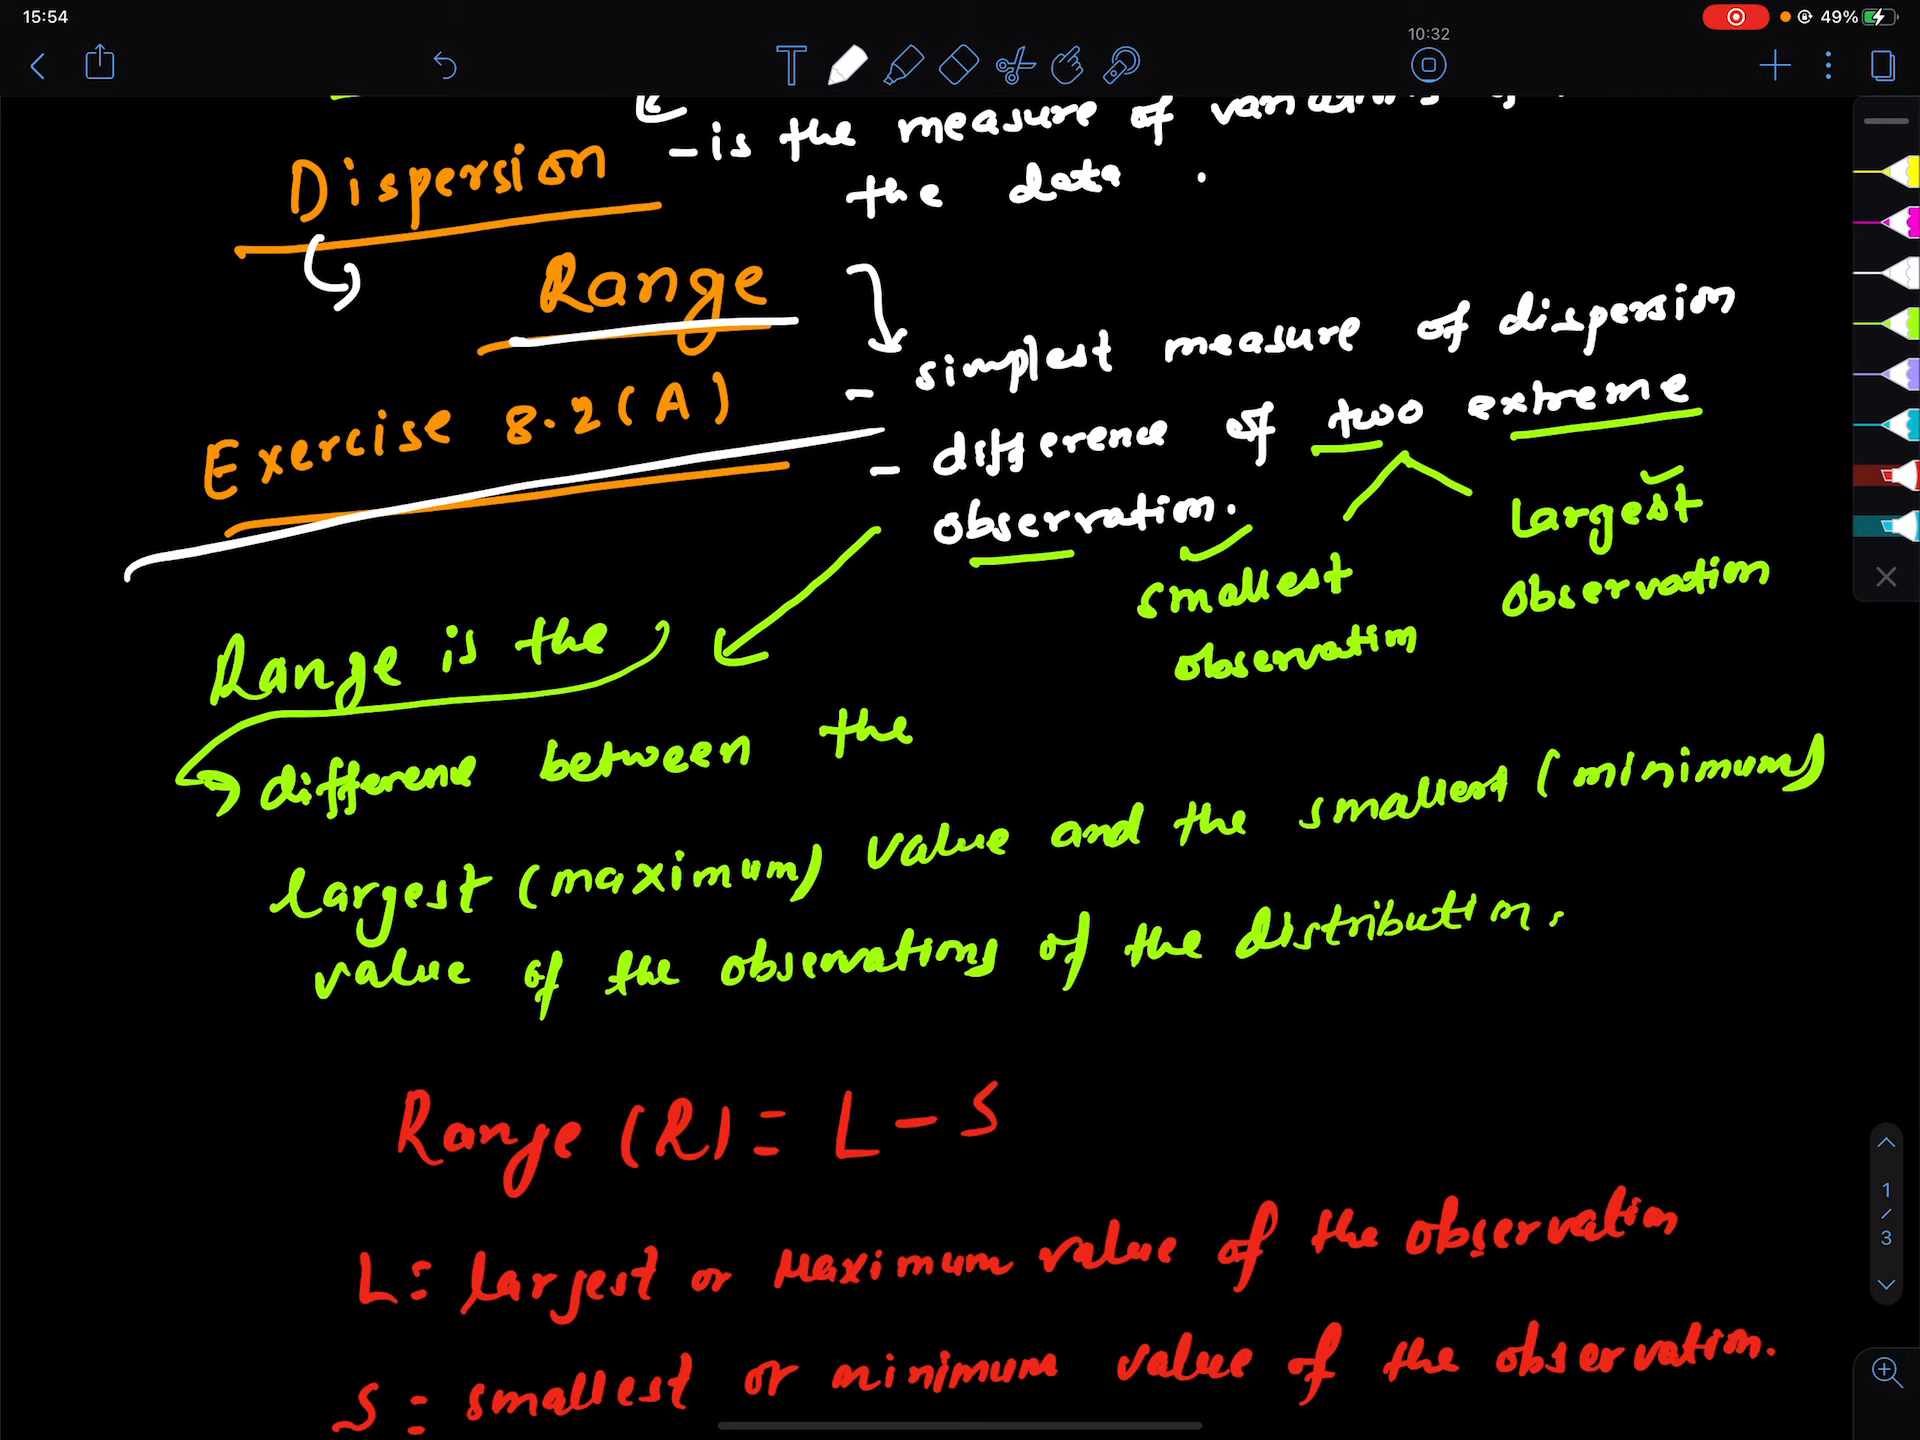 15:54
49%
10:32
- is the measure of
the data .
Dispersion
Range
Exercise 8.2(A)
- simplest measure of dispersion
- difference of two extreme
observation.
smallest
observation
largest
observation
Range is the
difference between the
largest (maximum) value and the smallest (minimum)
value of the observations of the distribution.
Range (R) = L - S
L = largest or Maximum value of the observation
S = smallest or minimum value of the observation.
1
/
3